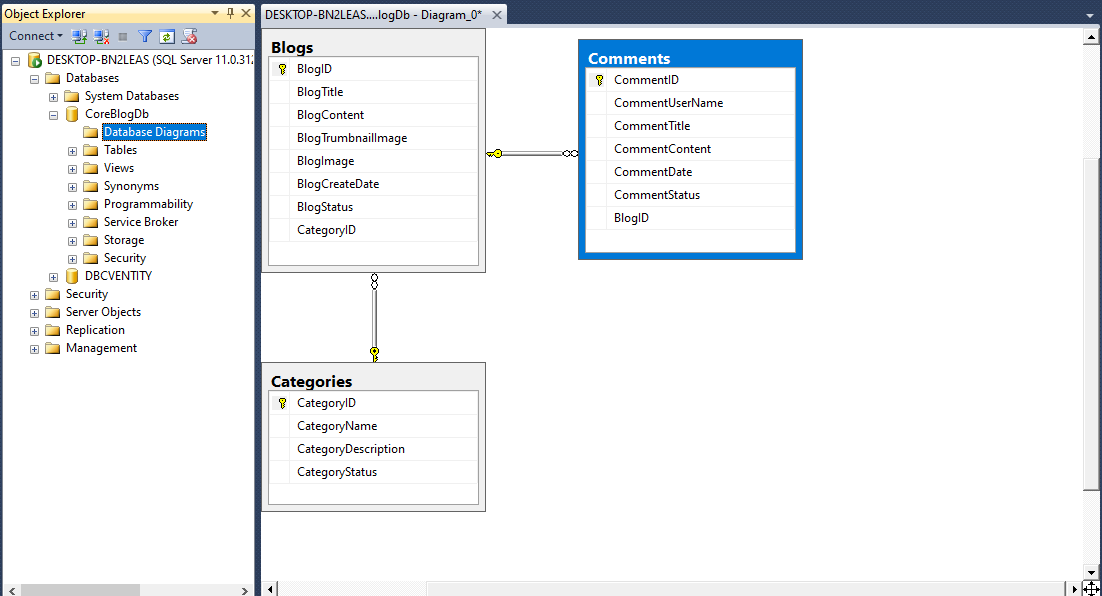 Object Explorer
Connect
DESKTOP-BN2LEAS (SQL Server 11.0.31
Databases
System Databases
CoreBlogDb
Database Diagrams
Tables
Views
Synonyms
Programmability
Service Broker
Storage
Security
DBCVENTITY
Security
Server Objects
Replication
Management
DESKTOP-BN2LEAS....logDb - Diagram_0*
Blogs
BlogID
BlogTitle
BlogContent
BlogTrumbnailImage
BlogImage
BlogCreateDate
BlogStatus
CategoryID
Comments
CommentID
CommentUserName
CommentTitle
CommentContent
CommentDate
CommentStatus
BlogID
Categories
CategoryID
CategoryName
CategoryDescription
CategoryStatus